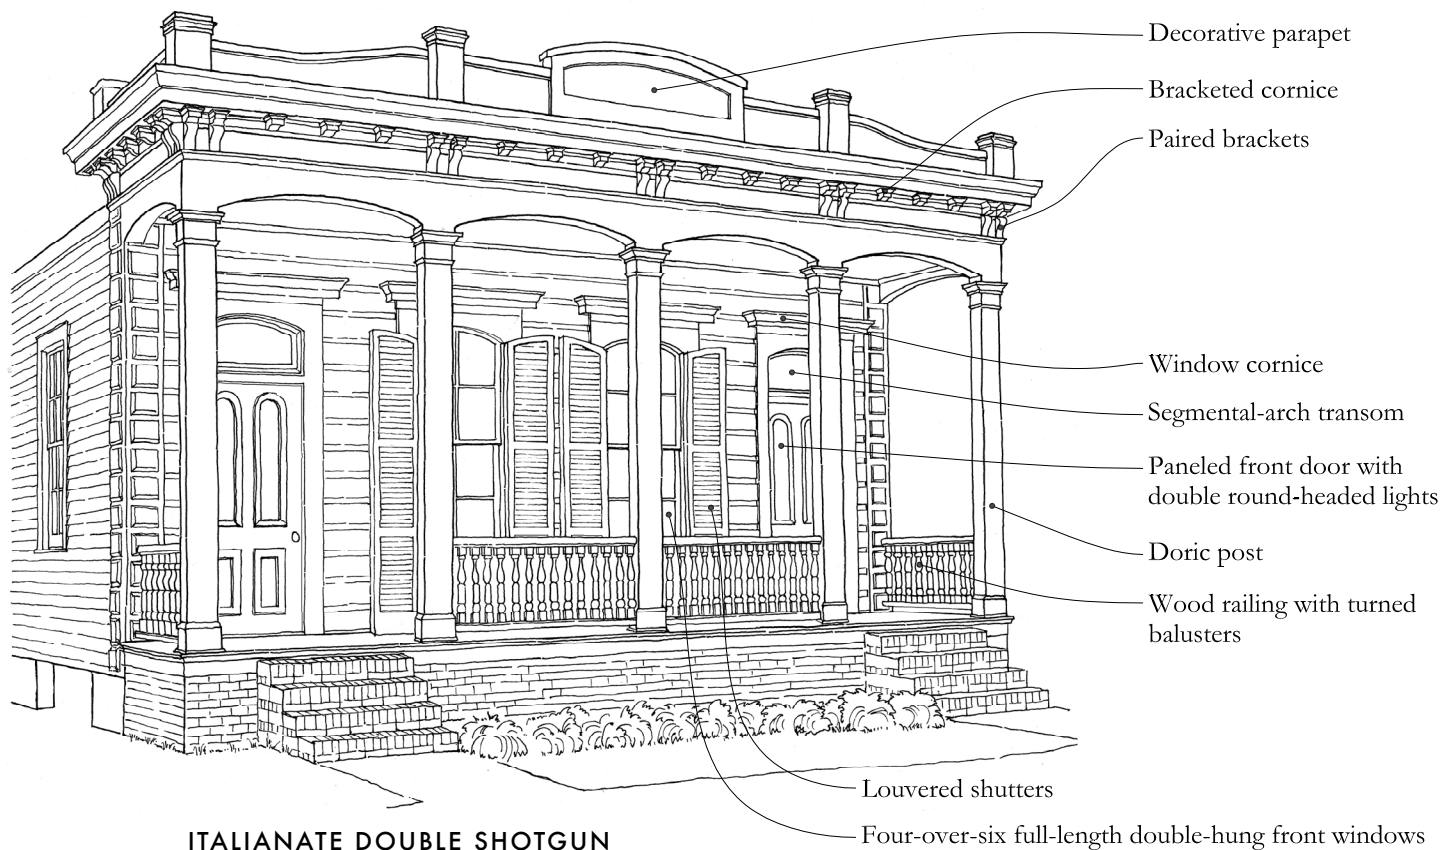 Decorative parapet
Bracketed cornice
Paired brackets
Window cornice
Segmental-arch transom
Paneled front door with
double round-headed lights
Doric post
Wood railing with turned
balusters
Louvered shutters
Four-over-six full-length double-hung front windows
ITALIANATE DOUBLE SHOTGUN